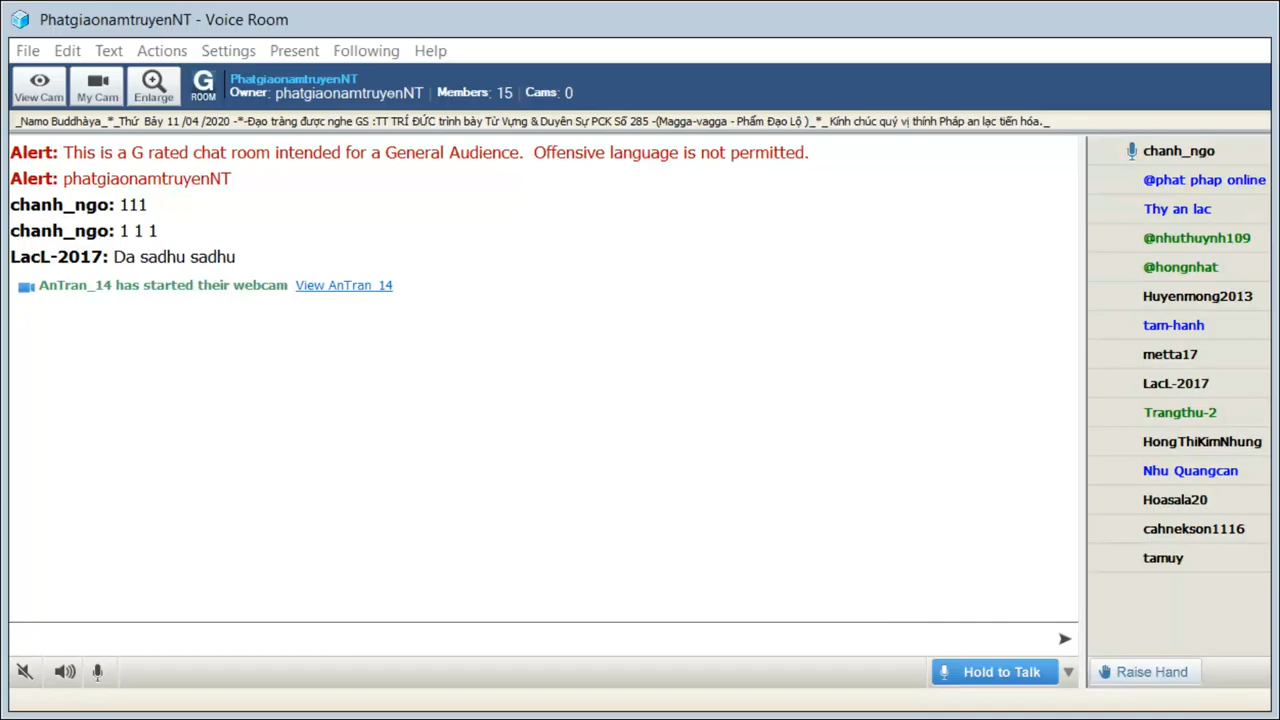 PhatgiaonamtruyenNT - Voice Room
File Edit Text Actions Settings Present Following Help
View Cam My Cam Enlarge G ROOM
PhatgiaonamtruyenNT
Owner: phatgiaonamtruyenNT Members: 15 Cams: 0
_Namo Buddhàya_*_Thứ Bảy 11 /04 /2020 -*-Đạo tràng được nghe GS :TT TRÍ ĐỨC trình bày Từ Vựng & Duyên Sự PCK Số 285 -(Magga-vagga - Phẩm Đạo Lộ )_*_ Kính chúc quý vị thính Pháp an lạc tiến hóa._
Alert: This is a G rated chat room intended for a General Audience. Offensive language is not permitted.
Alert: phatgiaonamtruyenNT
chanh_ngo: 111
chanh_ngo: 1 1 1
LacL-2017: Da sadhu sadhu
AnTran_14 has started their webcam View AnTran_14
chanh_ngo
@phat phap online
Thy an lac
@nhuthuynh109
@hongnhat
Huyenmong2013
tam-hanh
metta17
LacL-2017
Trangthu-2
HongThiKimNhung
Nhu Quangcan
Hoasala20
cahnekson1116
tamuy
Hold to Talk
Raise Hand